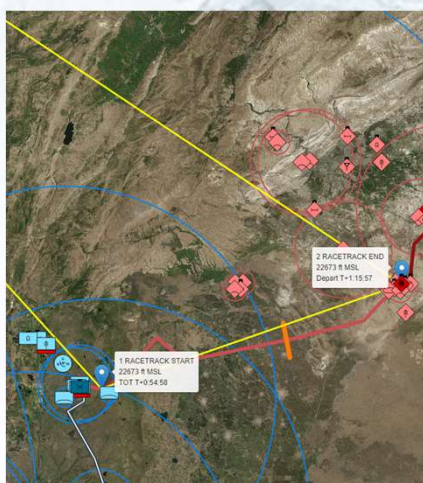 2 RACETRACK END
22673 ft MSL
Depart T+1:15:57
1 RACETRACK START
22673 ft MSL
TOT T+0:54:58